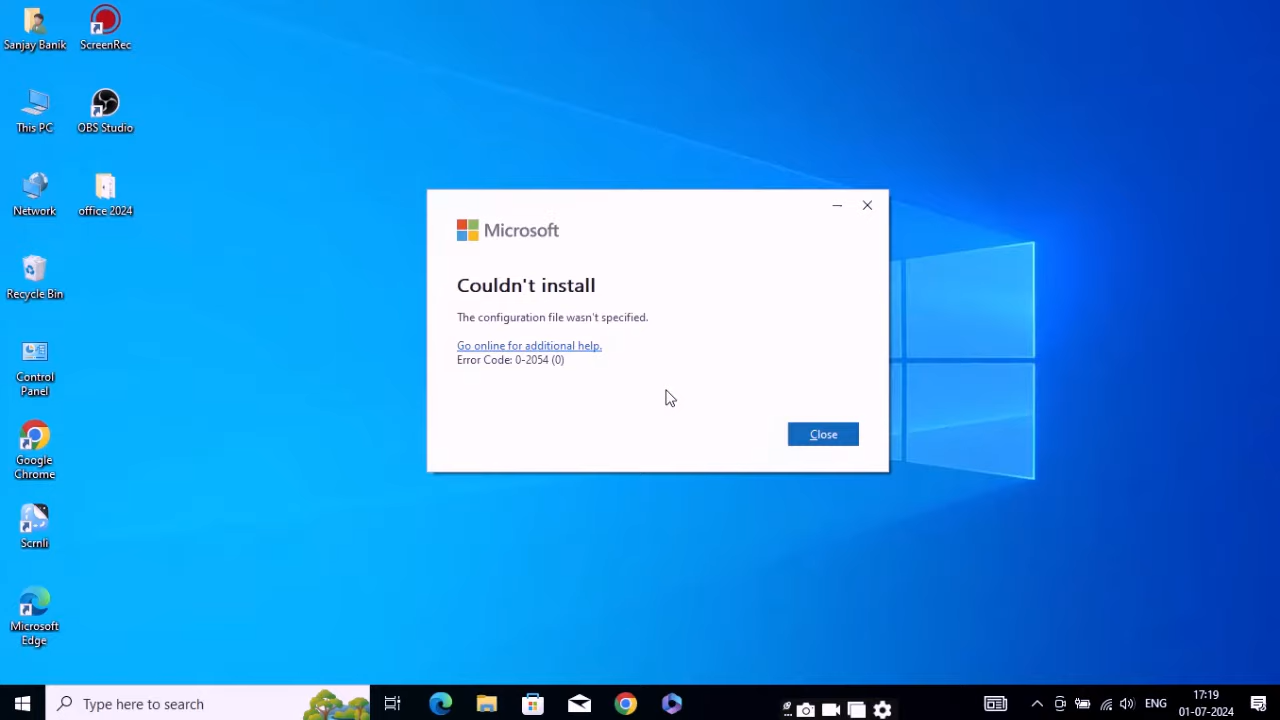 Sanjay Banik
ScreenRec
This PC
OBS Studio
Network
office 2024
Recycle Bin
Control
Panel
Google
Chrome
Scrnli
Microsoft
Edge
Microsoft
Couldn't install
The configuration file wasn't specified.
Go online for additional help.
Error Code: 0-2054 (0)
Close
Type here to search
ENG
17:19
01-07-2024